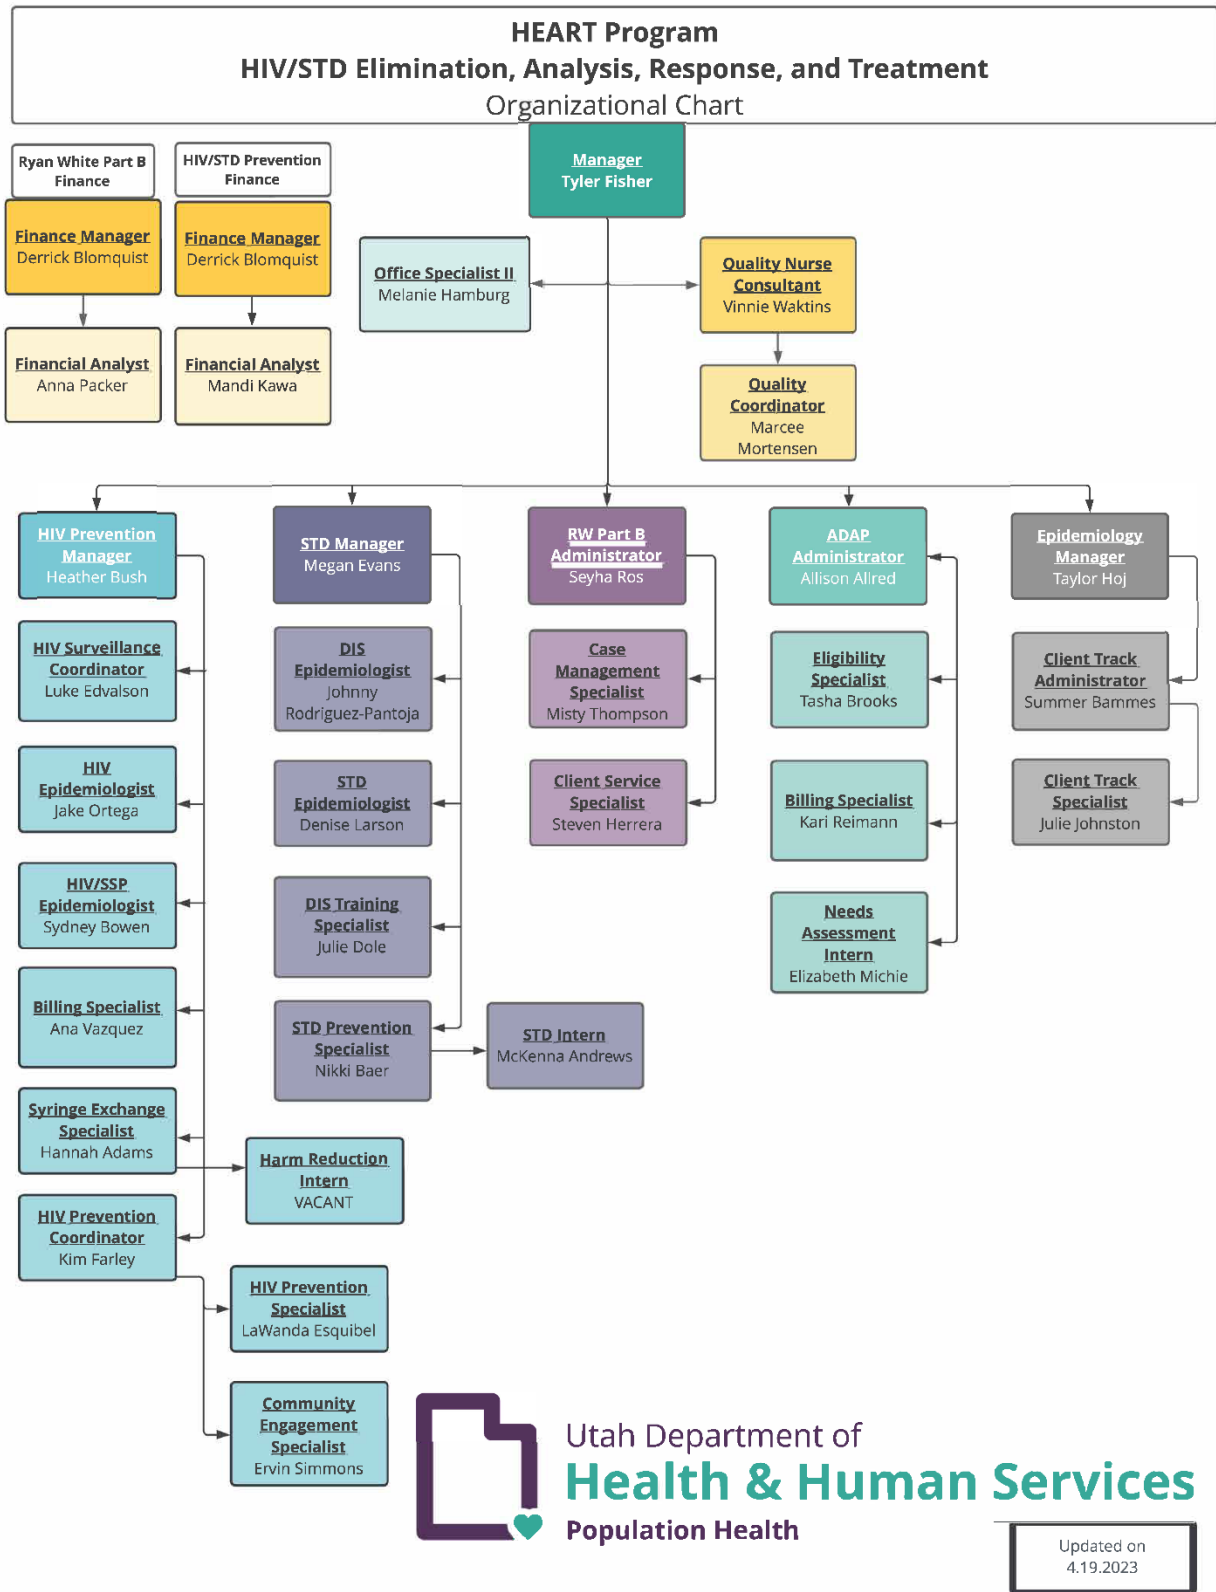 HEART Program
HIV/STD Elimination, Analysis, Response, and Treatment
Organizational Chart
Manager
Tyler Fisher
Ryan White Part B
Finance
HIV/STD Prevention
Finance
Finance Manager
Derrick Blomquist
Finance Manager
Derrick Blomquist
Financial Analyst
Anna Packer
Financial Analyst
Mandi Kawa
Office Specialist II
Melanie Hamburg
Quality Nurse
Consultant
Vinnie Waktins
Quality
Coordinator
Marcee
Mortensen
HIV Prevention
Manager
Heather Bush
HIV Surveillance
Coordinator
Luke Edvalson
HIV
Epidemiologist
Jake Ortega
HIV/SSP
Epidemiologist
Sydney Bowen
Billing Specialist
Ana Vazquez
Syringe Exchange
Specialist
Hannah Adams
Harm Reduction
Intern
VACANT
HIV Prevention
Coordinator
Kim Farley
HIV Prevention
Specialist
LaWanda Esquibel
Community
Engagement
Specialist
Ervin Simmons
STD Manager
Megan Evans
DIS
Epidemiologist
Johnny
Rodriguez-Pantoja
STD
Epidemiologist
Denise Larson
DIS Training
Specialist
Julie Dole
STD Prevention
Specialist
Nikki Baer
STD Intern
McKenna Andrews
RW Part B
Administrator
Seyha Ros
Case
Management
Specialist
Misty Thompson
Client Service
Specialist
Steven Herrera
ADAP
Administrator
Allison Allred
Eligibility
Specialist
Tasha Brooks
Billing Specialist
Kari Reimann
Needs
Assessment
Intern
Elizabeth Michie
Epidemiology
Manager
Taylor Hoj
Client Track
Administrator
Summer Bammes
Client Track
Specialist
Julie Johnston
Utah Department of
Health & Human Services
Population Health
Updated on
4.19.2023